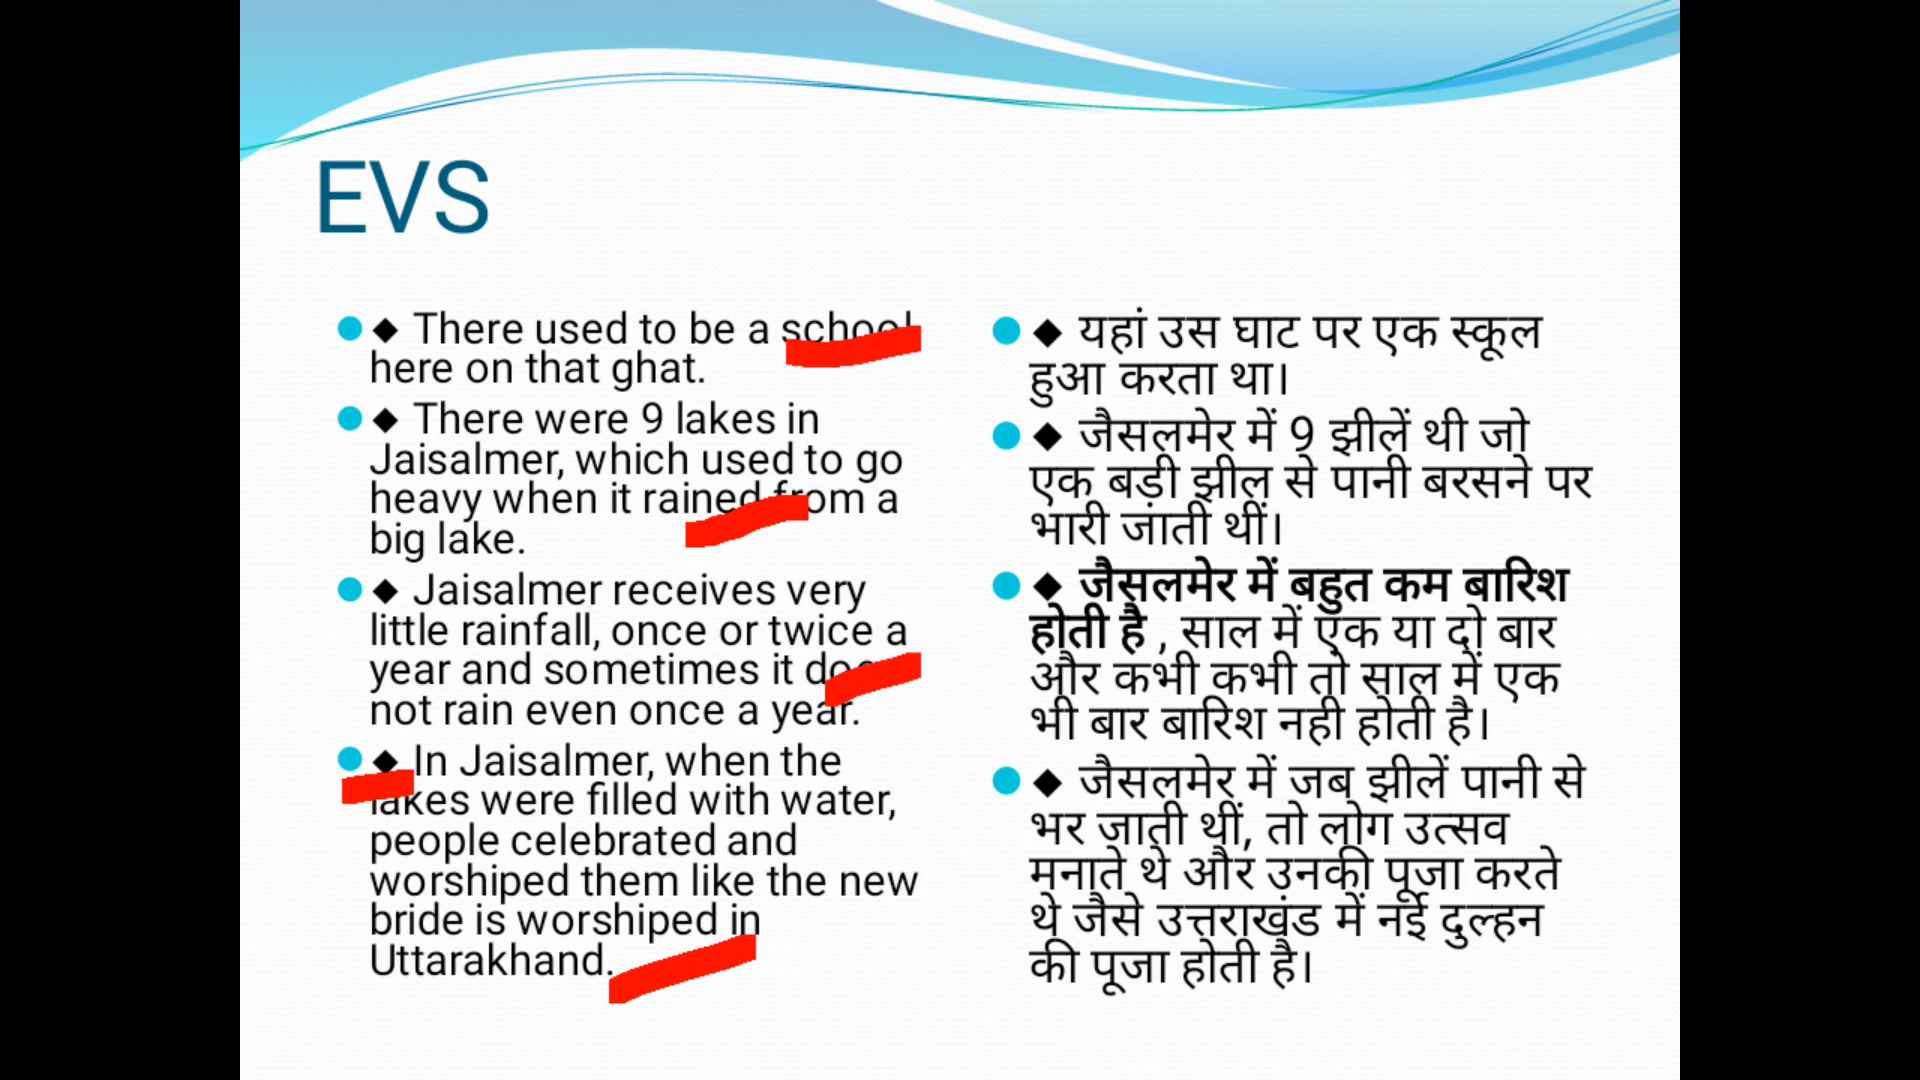 EVS
◆ There used to be a school
here on that ghat.
◆ There were 9 lakes in
Jaisalmer, which used to go
heavy when it rained from a
big lake.
◆ Jaisalmer receives very
little rainfall, once or twice a
year and sometimes it does
not rain even once a year.
◆ In Jaisalmer, when the
lakes were filled with water,
people celebrated and
worshiped them like the new
bride is worshiped in
Uttarakhand.
◆ यहां उस घाट पर एक स्कूल
हुआ करता था।
◆ जैसलमेर में 9 झीलें थी जो
एक बड़ी झील से पानी बरसने पर
भारी जाती थीं।
◆ जैसलमेर में बहुत कम बारिश
होती है , साल में एक या दो बार
और कभी कभी तो साल में एक
भी बार बारिश नही होती है।
◆ जैसलमेर में जब झीलें पानी से
भर जाती थीं, तो लोग उत्सव
मनाते थे और उनकी पूजा करते
थे जैसे उत्तराखंड में नई दुल्हन
की पूजा होती है।